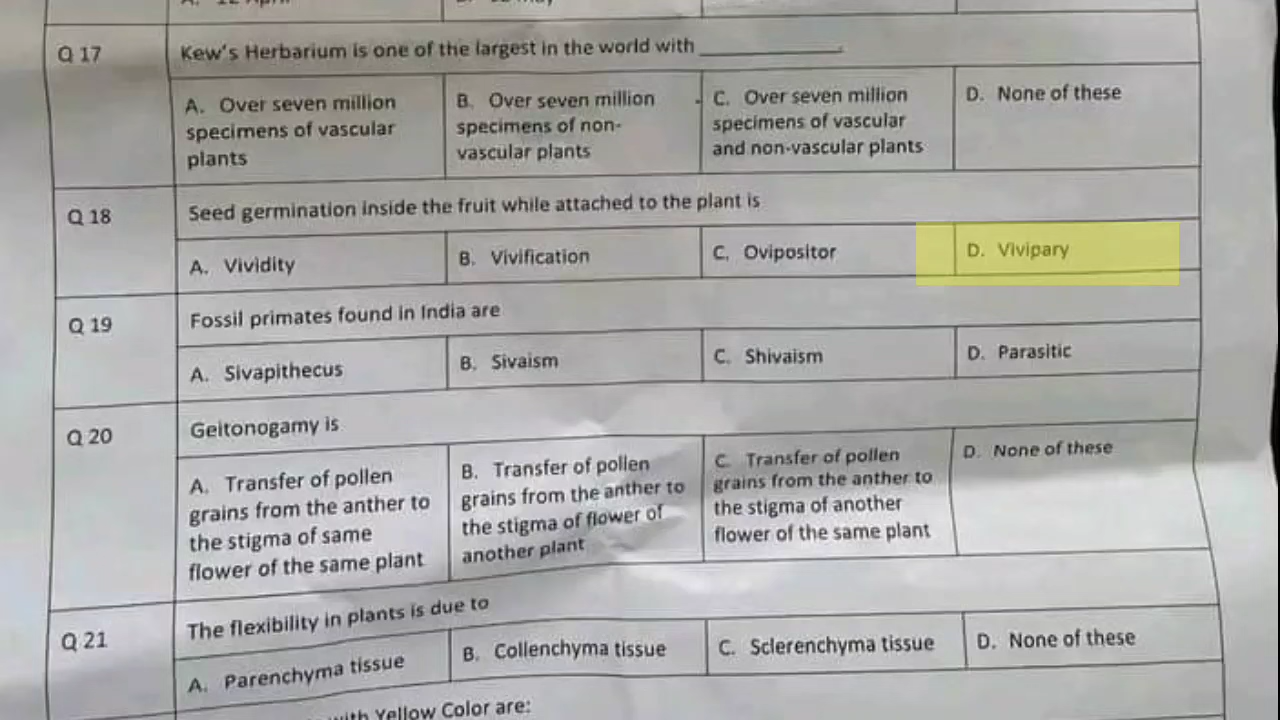 Q 17
Kew's Herbarium is one of the largest in the world with ____________.
A. Over seven million
specimens of vascular
plants
B. Over seven million
specimens of non-
vascular plants
C. Over seven million
specimens of vascular
and non-vascular plants
D. None of these
Q 18
Seed germination inside the fruit while attached to the plant is
A. Vividity
B. Vivification
C. Ovipositor
D. Vivipary
Q 19
Fossil primates found in India are
A. Sivapithecus
B. Sivaism
C. Shivaism
D. Parasitic
Q 20
Geitonogamy is
A. Transfer of pollen
grains from the anther to
the stigma of same
flower of the same plant
B. Transfer of pollen
grains from the anther to
the stigma of flower of
another plant
C. Transfer of pollen
grains from the anther to
the stigma of another
flower of the same plant
D. None of these
Q 21
The flexibility in plants is due to
A. Parenchyma tissue
B. Collenchyma tissue
C. Sclerenchyma tissue
D. None of these
with Yellow Color are: